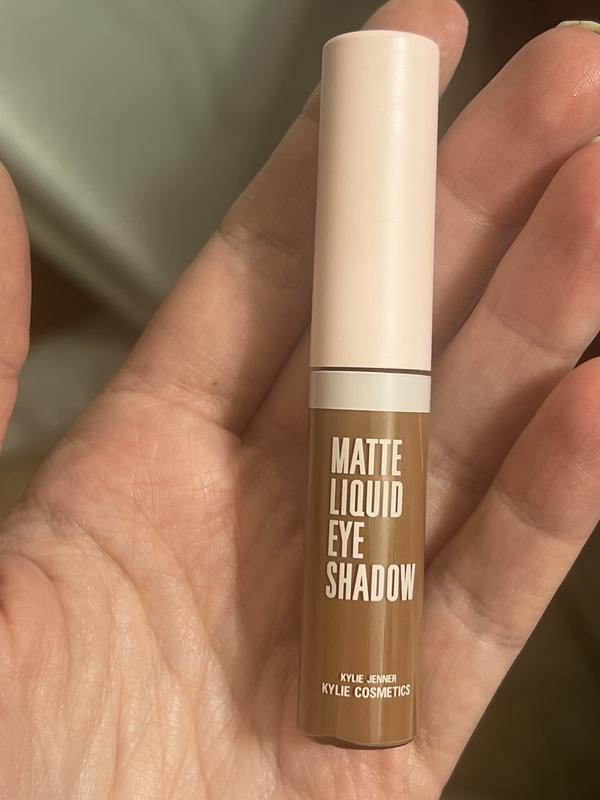 MATTE
LIQUID
EYE
SHADOW
KYLIE JENNER
KYLIE COSMETICS